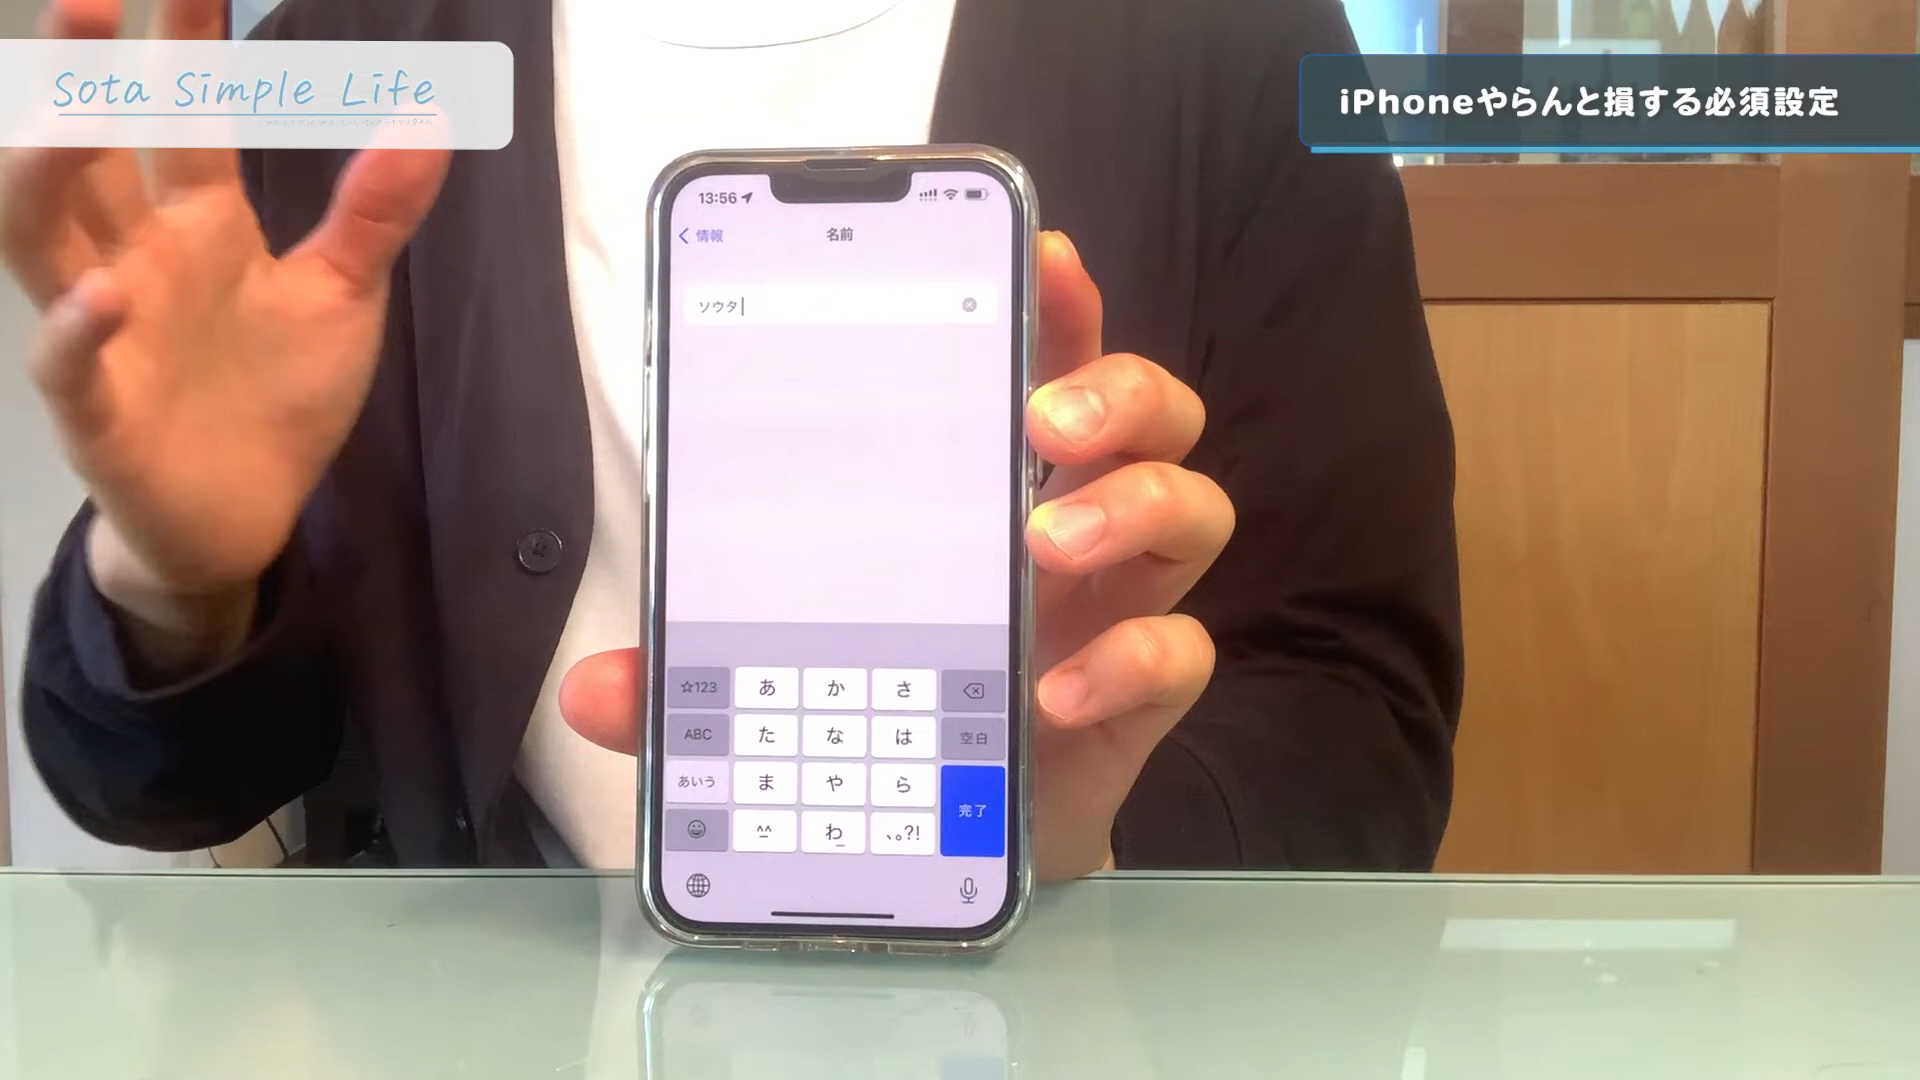 Sota Simple Life
iPhoneやらんと損する必須設定
13:56
情報
名前
ソウタ
☆123
あ
か
さ
ABC
た
な
は
空白
あいう
ま
や
ら
完了
^^
わ
、。?!